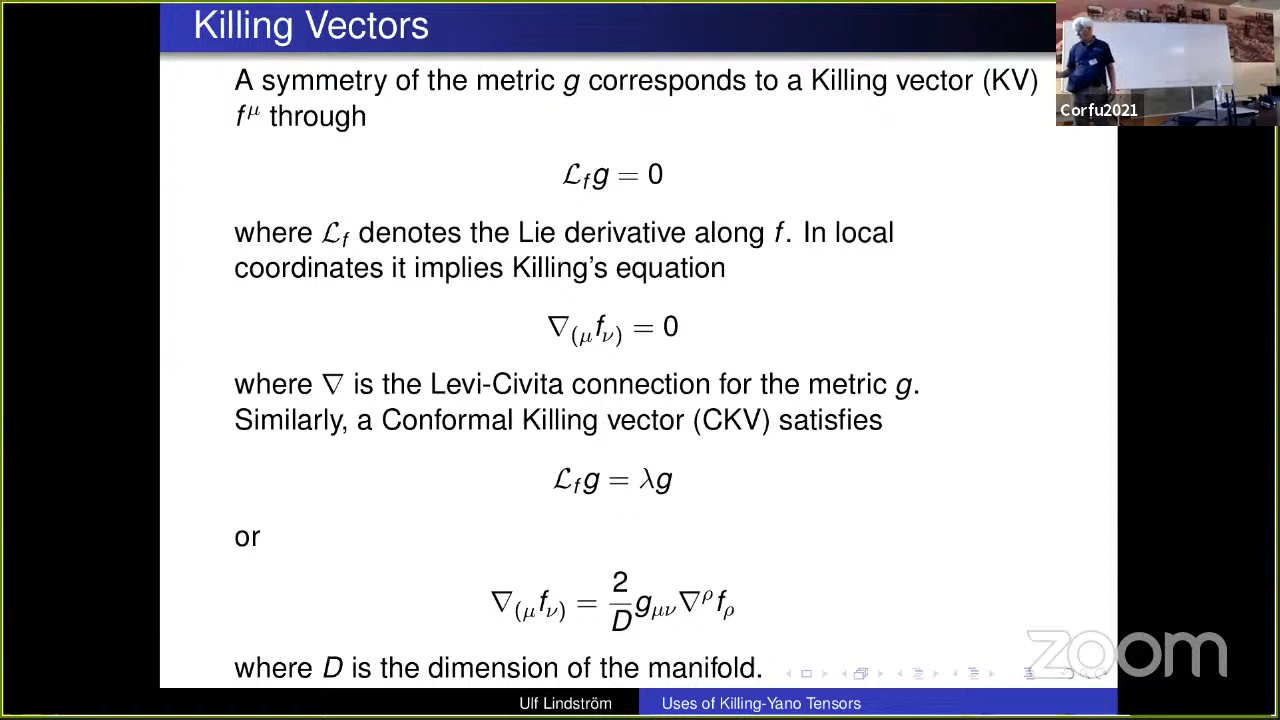 Killing Vectors
A symmetry of the metric g corresponds to a Killing vector (KV)
f^μ through
ℒ_f g = 0
where ℒ_f denotes the Lie derivative along f. In local
coordinates it implies Killing's equation
∇_(μ f_ν) = 0
where ∇ is the Levi-Civita connection for the metric g.
Similarly, a Conformal Killing vector (CKV) satisfies
ℒ_f g = λg
or
∇_(μ f_ν) = 2/D g_μν ∇^ρ f_ρ
where D is the dimension of the manifold.
Ulf Lindström
Uses of Killing-Yano Tensors
Corfu2021
zoom